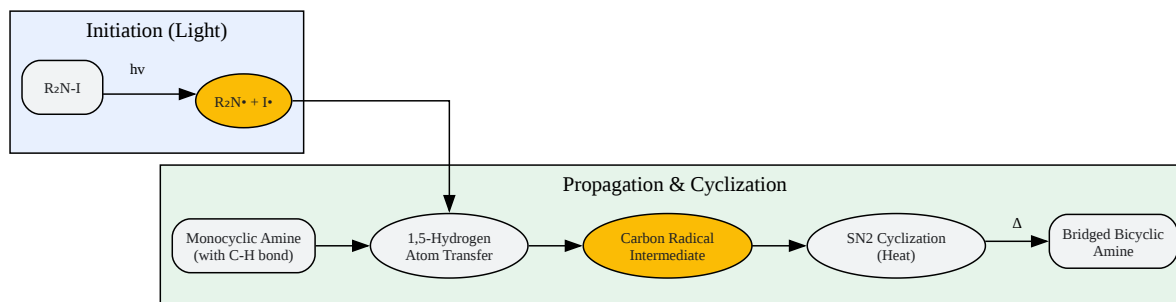 Initiation (Light)
R₂N-I
hv
R₂N• + I•
Propagation & Cyclization
Monocyclic Amine
(with C-H bond)
1,5-Hydrogen
Atom Transfer
Carbon Radical
Intermediate
SN2 Cyclization
(Heat)
Δ
Bridged Bicyclic
Amine